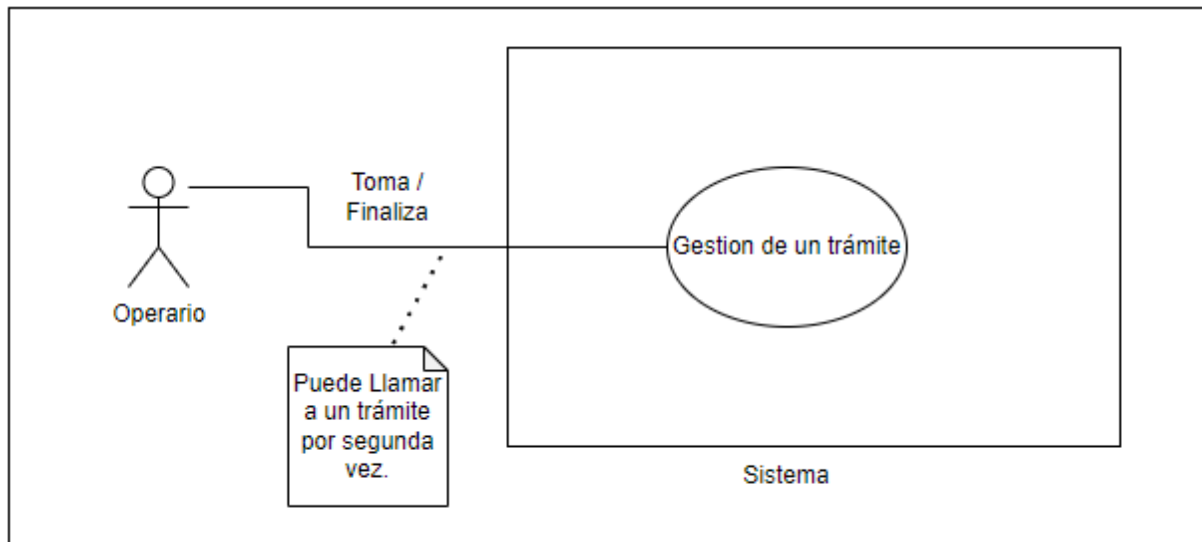 Toma /
Finaliza
Gestion de un trámite
Operario
Puede Llamar
a un trámite
por segunda
vez.
Sistema